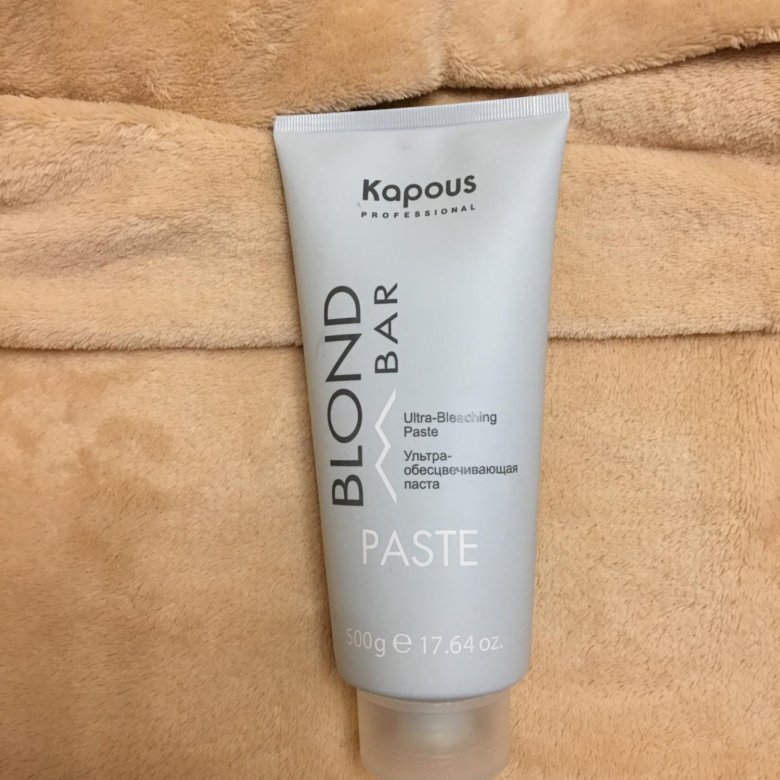 Kapous
PROFESSIONAL
BLOND
BAR
Ultra-Bleaching
Paste
Ультра-
обесцвечивающая
паста
PASTE
500g e 17.64 oz.